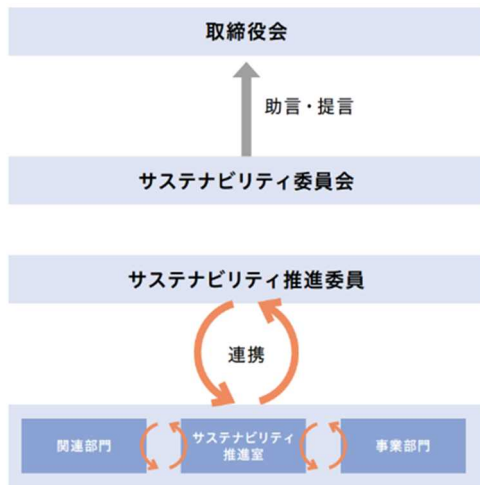 取締役会
助言・提言
サステナビリティ委員会
サステナビリティ推進委員
連携
関連部門
サステナビリティ
推進室
事業部門